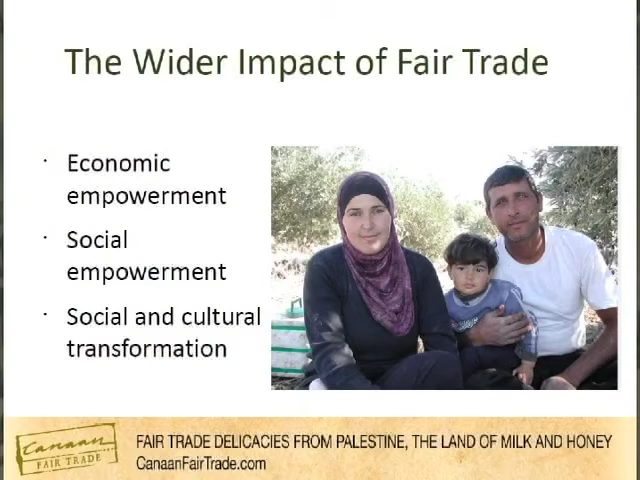 The Wider Impact of Fair Trade
· Economic
empowerment
· Social
empowerment
· Social and cultural
transformation
canaan
FAIR TRADE
FAIR TRADE DELICACIES FROM PALESTINE, THE LAND OF MILK AND HONEY
CanaanFairTrade.com